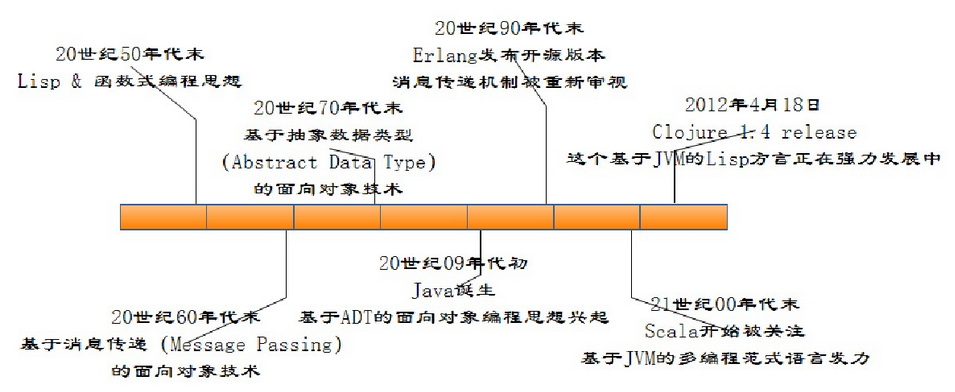 20世纪50年代末
Lisp & 函数式编程思想
20世纪60年代末
基于消息传递 (Message Passing)
的面向对象技术
20世纪70年代末
基于抽象数据类型
(Abstract Data Type)
的面向对象技术
20世纪09年代初
Java诞生
基于ADT的面向对象编程思想兴起
20世纪90年代末
Erlang发布开源版本
消息传递机制被重新审视
21世纪00年代末
Scala开始被关注
基于JVM的多编程范式语言发力
2012年4月18日
Clojure 1.4 release
这个基于JVM的Lisp方言正在强力发展中